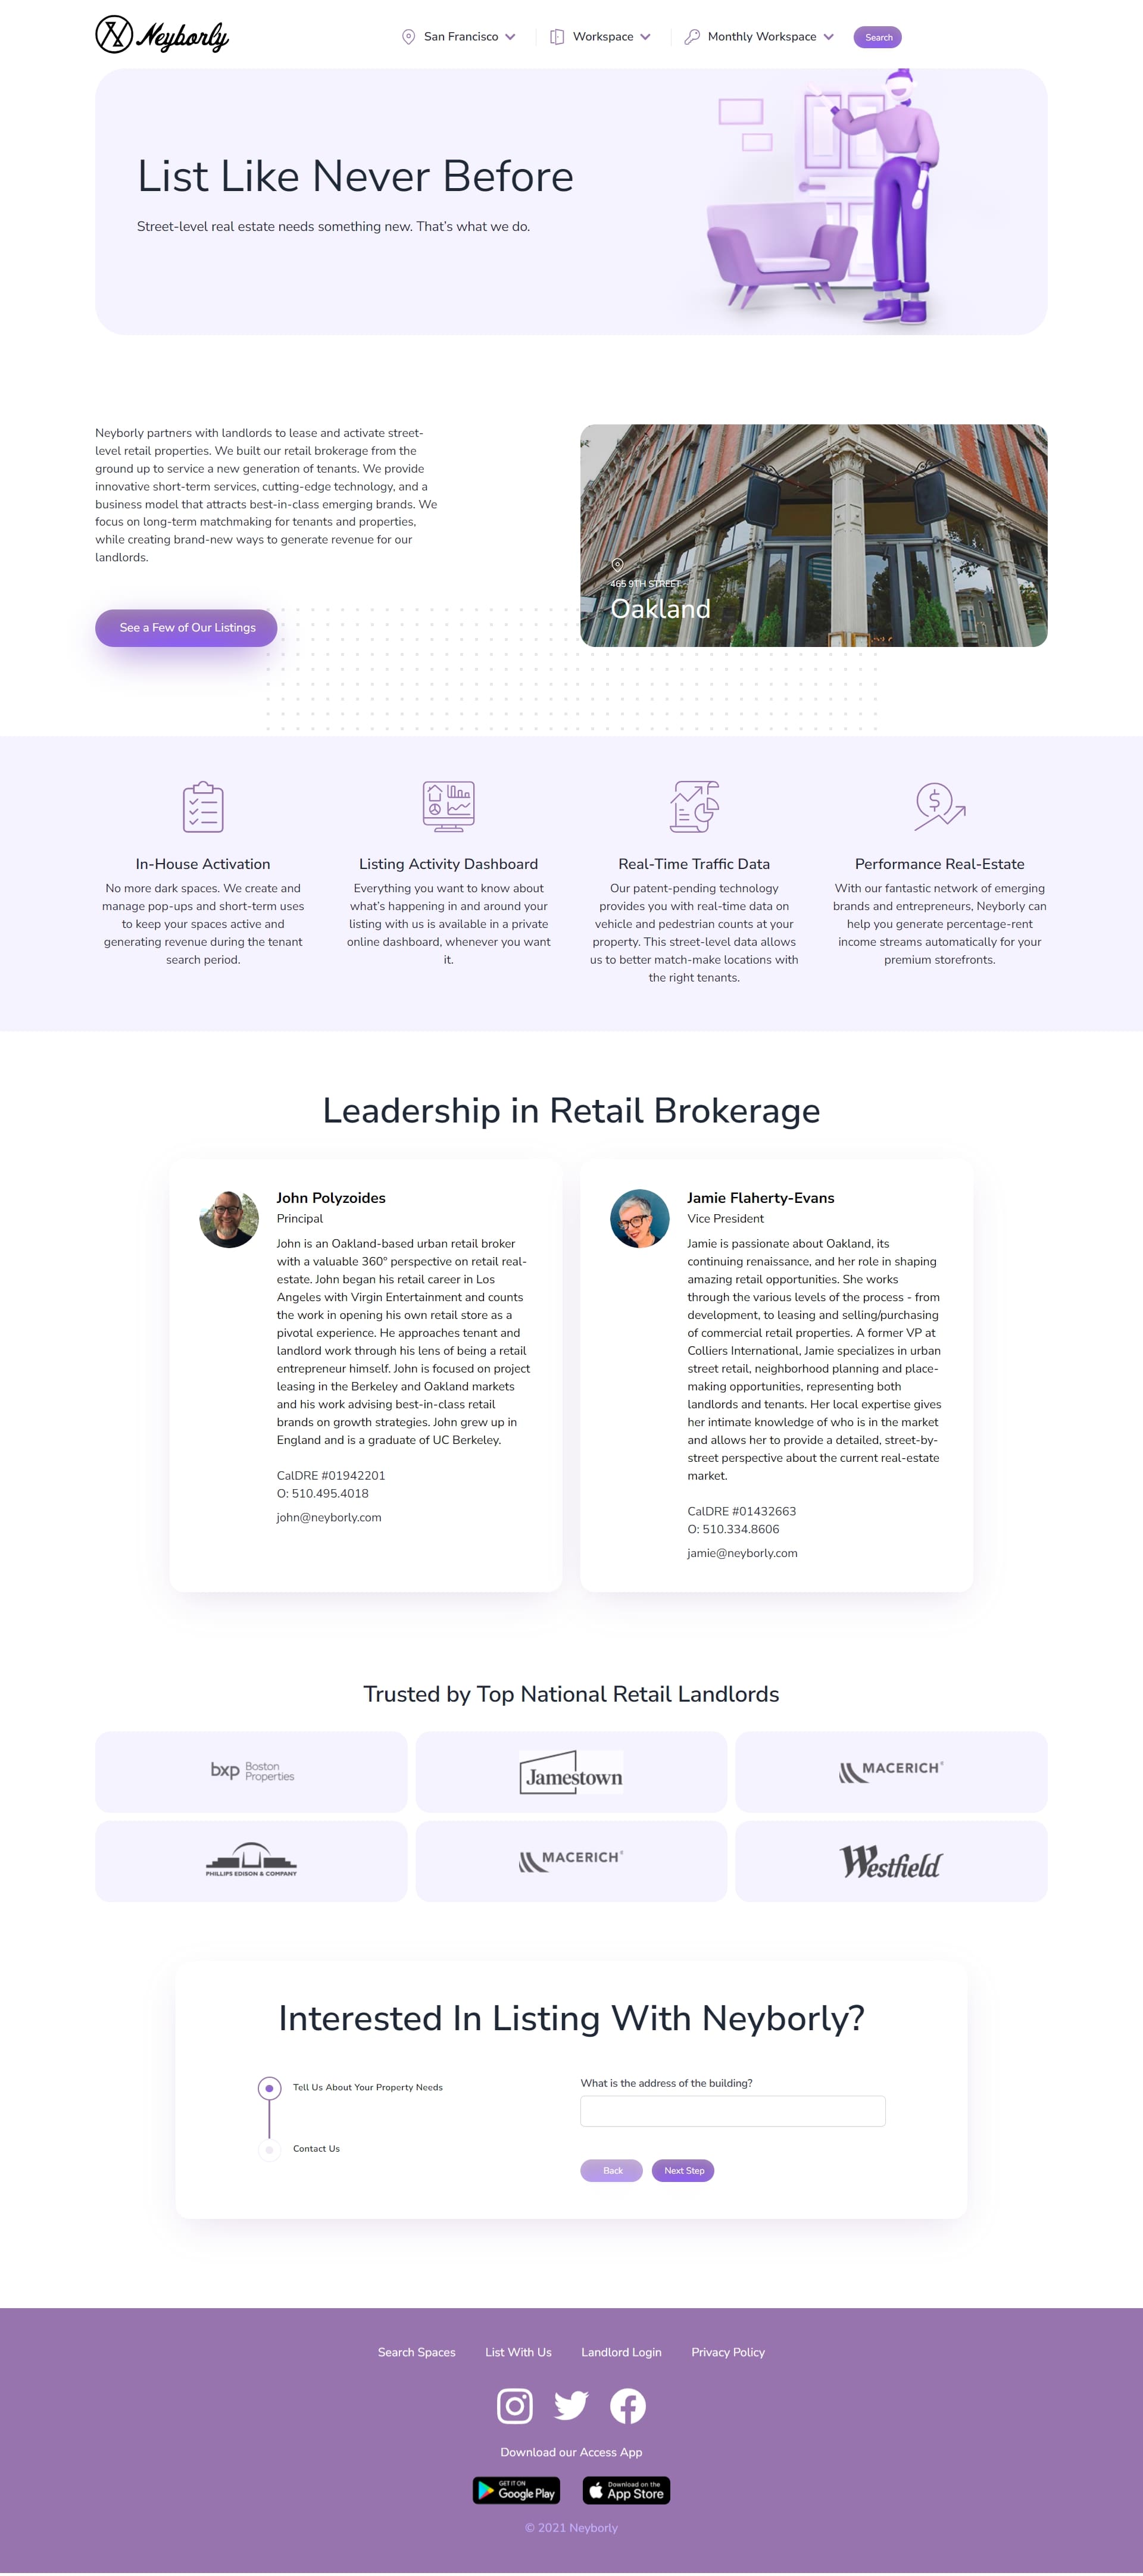 Neyborly
San Francisco
Workspace
Monthly Workspace
Search
List Like Never Before
Street-level real estate needs something new. That’s what we do.
Neyborly partners with landlords to lease and activate street-
level retail properties. We built our retail brokerage from the
ground up to service a new generation of tenants. We provide
innovative short-term services, cutting-edge technology, and a
business model that attracts best-in-class emerging brands. We
focus on long-term matchmaking for tenants and properties,
while creating brand-new ways to generate revenue for our
landlords.
See a Few of Our Listings
465 9TH STREET
Oakland
In-House Activation
No more dark spaces. We create and
manage pop-ups and short-term uses
to keep your spaces active and
generating revenue during the tenant
search period.
Listing Activity Dashboard
Everything you want to know about
what’s happening in and around your
listing with us is available in a private
online dashboard, whenever you want
it.
Real-Time Traffic Data
Our patent-pending technology
provides you with real-time data on
vehicle and pedestrian counts at your
property. This street-level data allows
us to better match-make locations with
the right tenants.
Performance Real-Estate
With our fantastic network of emerging
brands and entrepreneurs, Neyborly can
help you generate percentage-rent
income streams automatically for your
premium storefronts.
Leadership in Retail Brokerage
John Polyzoides
Principal
John is an Oakland-based urban retail broker
with a valuable 360° perspective on retail real-
estate. John began his retail career in Los
Angeles with Virgin Entertainment and counts
the work in opening his own retail store as a
pivotal experience. He approaches tenant and
landlord work through his lens of being a retail
entrepreneur himself. John is focused on project
leasing in the Berkeley and Oakland markets
and his work advising best-in-class retail
brands on growth strategies. John grew up in
England and is a graduate of UC Berkeley.
CalDRE #01942201
O: 510.495.4018
john@neyborly.com
Jamie Flaherty-Evans
Vice President
Jamie is passionate about Oakland, its
continuing renaissance, and her role in shaping
amazing retail opportunities. She works
through the various levels of the process - from
development, to leasing and selling/purchasing
of commercial retail properties. A former VP at
Colliers International, Jamie specializes in urban
street retail, neighborhood planning and place-
making opportunities, representing both
landlords and tenants. Her local expertise gives
her intimate knowledge of who is in the market
and allows her to provide a detailed, street-by-
street perspective about the current real-estate
market.
CalDRE #01432663
O: 510.334.8606
jamie@neyborly.com
Trusted by Top National Retail Landlords
bxp Boston
Properties
Jamestown
MACERICH®
PHILLIPS EDISON & COMPANY
MACERICH®
Westfield
Interested In Listing With Neyborly?
Tell Us About Your Property Needs
Contact Us
What is the address of the building?
Back
Next Step
Search Spaces
List With Us
Landlord Login
Privacy Policy
Download our Access App
GET IT ON
Google Play
Download on the
App Store
© 2021 Neyborly